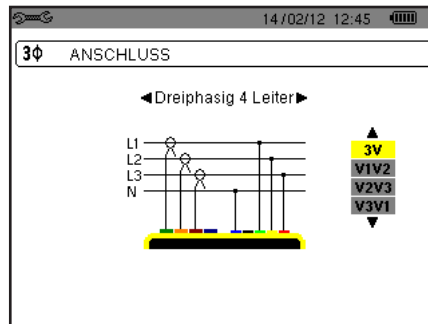 14/02/12 12:45
3ϕ ANSCHLUSS
◄Dreiphasig 4 Leiter►
L1
L2
L3
N
3V
V1V2
V2V3
V3V1